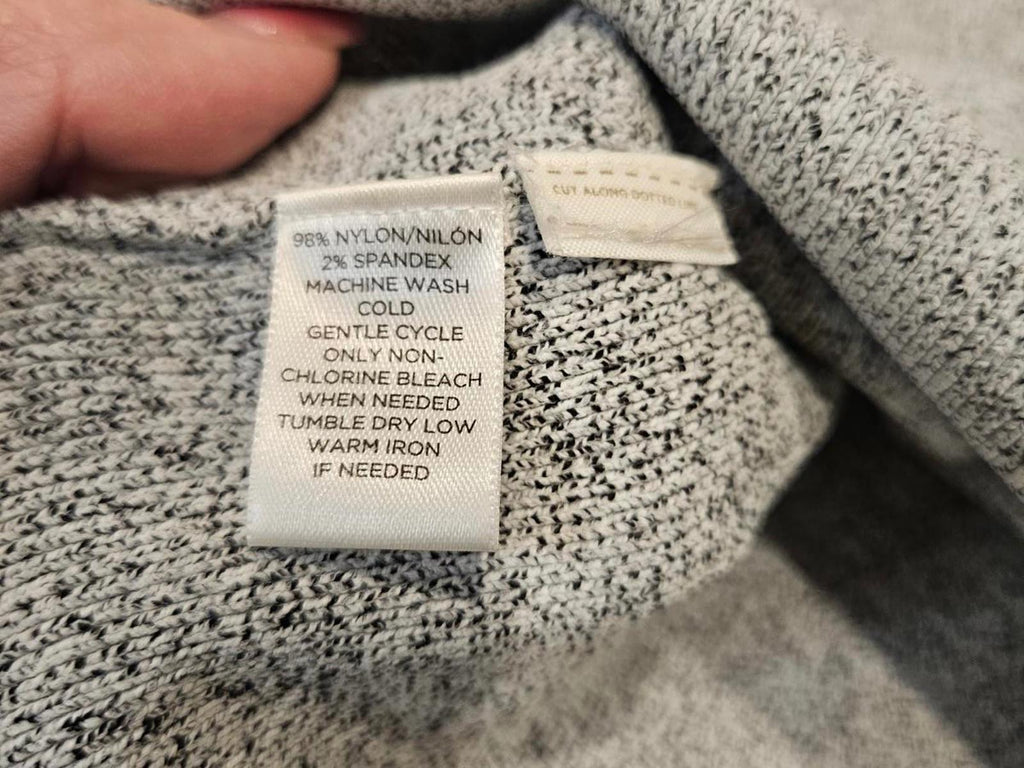 98% NYLON/NILÓN
2% SPANDEX
MACHINE WASH
COLD
GENTLE CYCLE
ONLY NON-
CHLORINE BLEACH
WHEN NEEDED
TUMBLE DRY LOW
WARM IRON
IF NEEDED
CUT ALONG DOTTED LINE